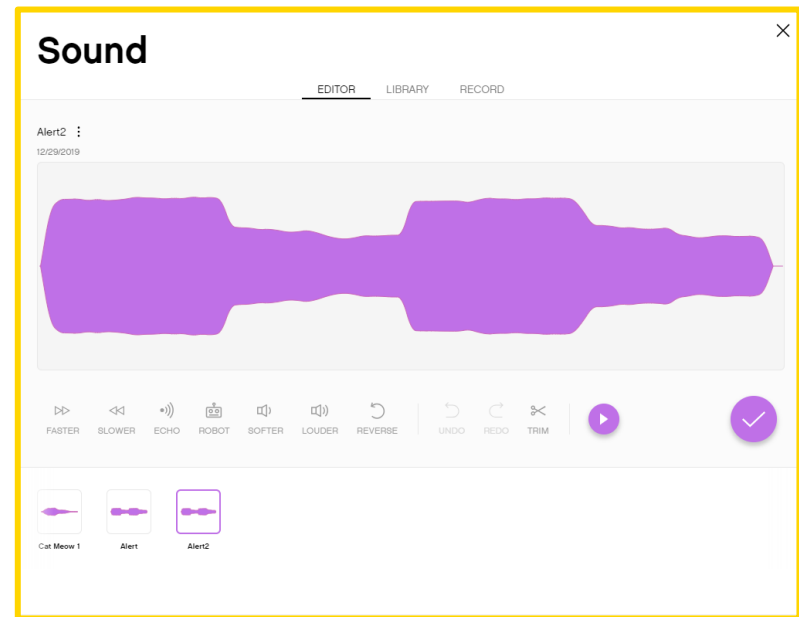 Sound
EDITOR LIBRARY RECORD
Alert2
12/29/2019
FASTER SLOWER ECHO ROBOT SOFTER LOUDER REVERSE UNDO REDO TRIM
Cat Meow 1 Alert Alert2